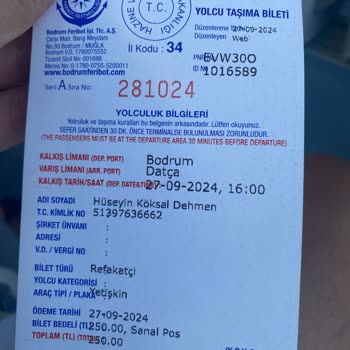 Bodrum Feribot İşl. Tic. A.Ş.
Çarşı Mah. Barış Meydanı
No:30 Bodrum / MUĞLA
Bodrum V.D. 1780075552
Ticaret Sicil No: 001698
Mersis No: 0-1780-0755-5200011
www.bodrumferibot.com
HAZİNE
T. C.
BAKANLIĞI
İl Kodu : 34
YOLCU TAŞIMA BİLETİ
Düzenlenme 27-09-2024
Düzenleyen Web
PNR EVW300
ID N 1016589
Seri A Sıra No: 281024
YOLCULUK BİLGİLERİ
Yolculuk ve taşıma kuralları bu belgenin arkasındadır. Lütfen okuyunuz.
SEFER SAATİNDEN 30 DK. ÖNCE TERMİNALDE BULUNULMASI ZORUNLUDUR.
(THE PASSENGERS MUST BE AT THE DEPARTURE AREA 30 MINUTES BEFORE DEPARTURE)
KALKIŞ LİMANI (DEP. PORT) Bodrum
VARIŞ LİMANI (ARR. PORT) Datça
KALKIŞ TARİH/SAAT (DEP. DATE&TIME) 27-09-2024, 16:00
ADI SOYADI Hüseyin Köksal Dehmen
T.C. KİMLİK NO 51397636662
ŞİRKET ÜNVANI :
ADRESİ :
V.D. / VERGİ NO :
BİLET TÜRÜ Refakatçi
YOLCU KATEGORİSİ :
ARAÇ TİPİ / PLAKA Yetişkin
ÖDEME TARİHİ 27-09-2024
BİLET BEDELİ (TL) 250.00, Sanal Pos
TOPLAM (TL) (TOTAL) 250.00